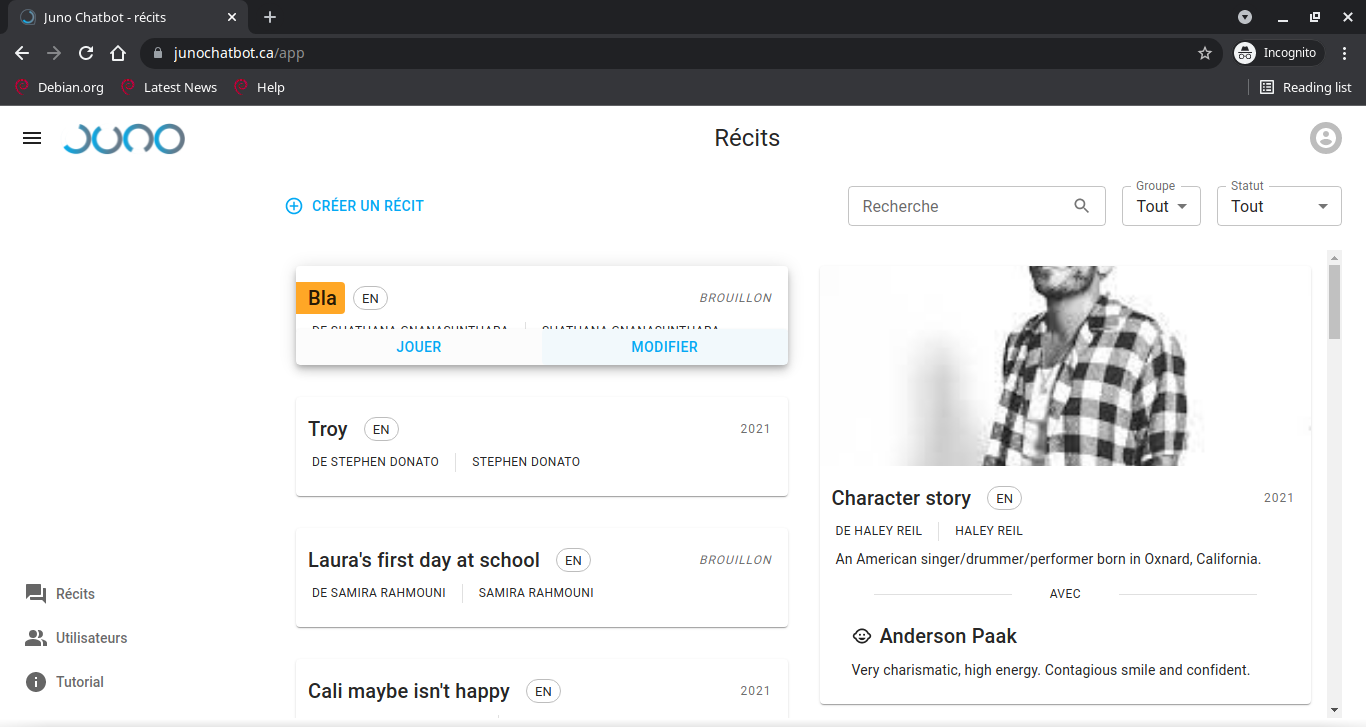 Juno Chatbot - récits
junochatbot.ca/app
Incognito
Debian.org
Latest News
Help
Reading list
JUNO
Récits
CRÉER UN RÉCIT
Recherche
Groupe
Tout
Statut
Tout
Bla
EN
BROUILLON
DE SHATHANA GNANASUNTHARA
SHATHANA GNANASUNTHARA
JOUER
MODIFIER
Troy
EN
2021
DE STEPHEN DONATO
STEPHEN DONATO
Laura's first day at school
EN
BROUILLON
DE SAMIRA RAHMOUNI
SAMIRA RAHMOUNI
Cali maybe isn't happy
EN
2021
Character story
EN
2021
DE HALEY REIL
HALEY REIL
An American singer/drummer/performer born in Oxnard, California.
AVEC
Anderson Paak
Very charismatic, high energy. Contagious smile and confident.
Récits
Utilisateurs
Tutorial